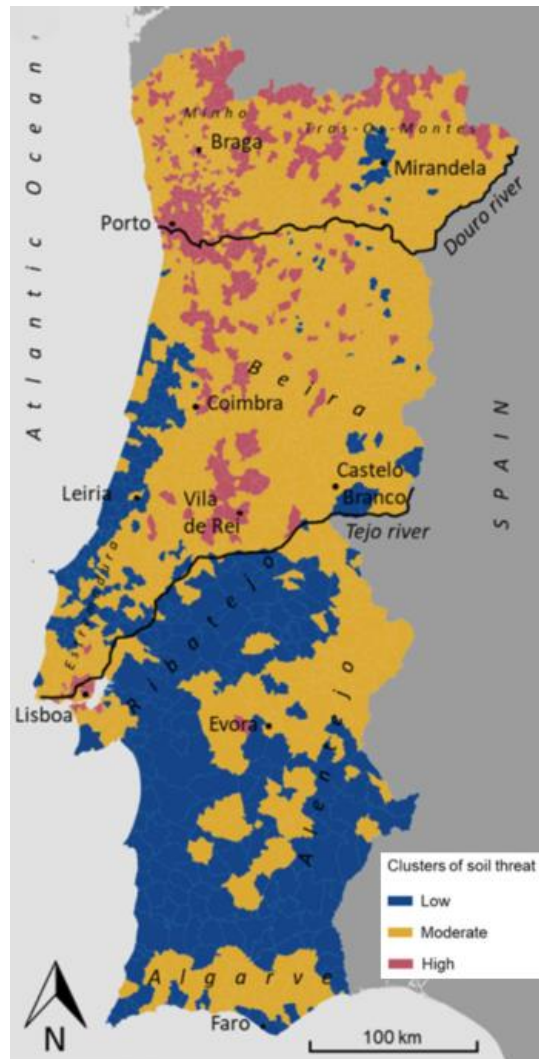 Atlantic Ocean
Minho
Tras-Os-Montes
Braga
Mirandela
Porto
Douro river
Beira
Coimbra
SPAIN
Leiria
Vila
de Rei
Castelo
Branco
Tejo river
Estremadura
Ribatejo
Lisboa
Evora
Alentejo
Clusters of soil threat
Low
Moderate
High
Algarve
Faro
N
100 km